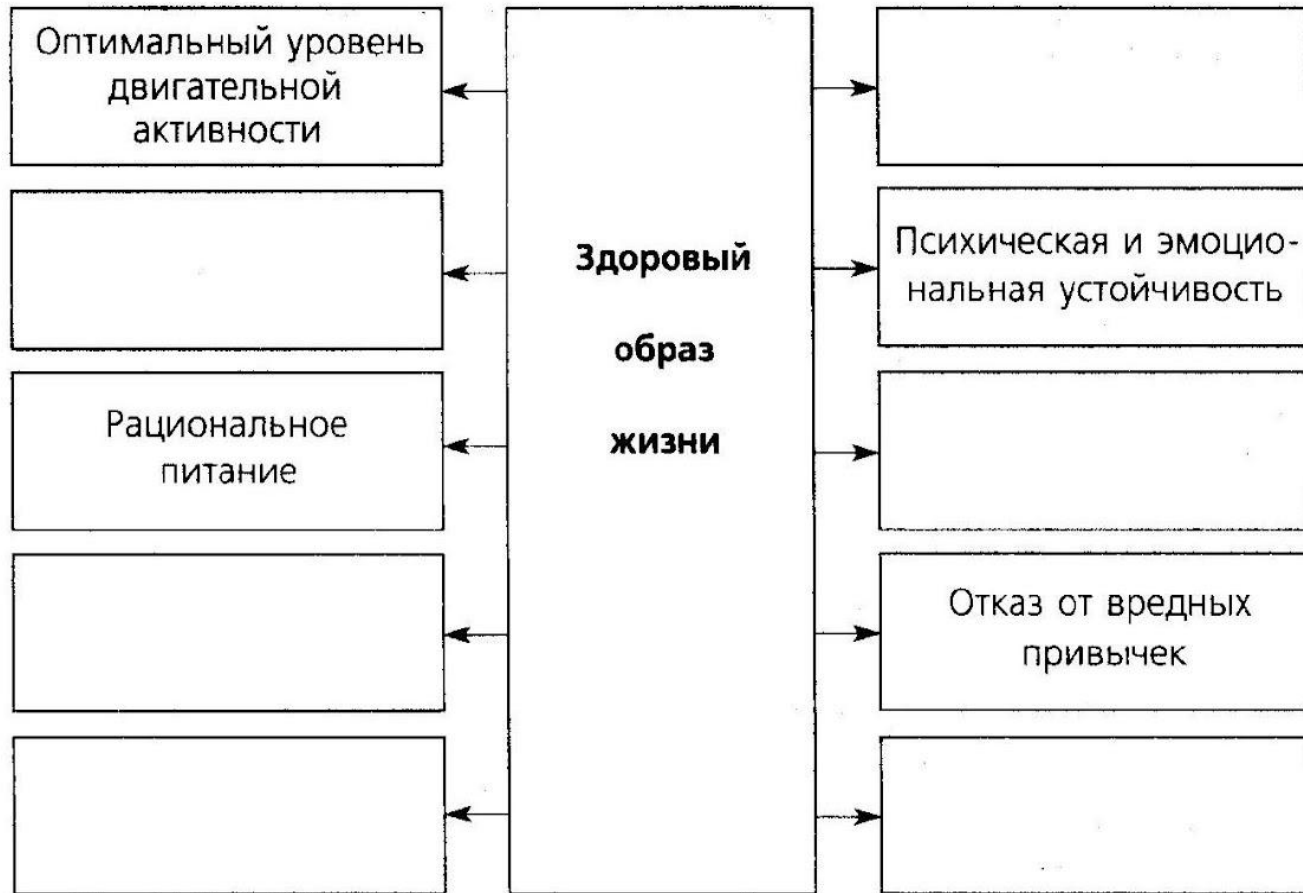 Оптимальный уровень
двигательной
активности
Рациональное
питание
Здоровый
образ
жизни
Психическая и эмоцио-
нальная устойчивость
Отказ от вредных
привычек